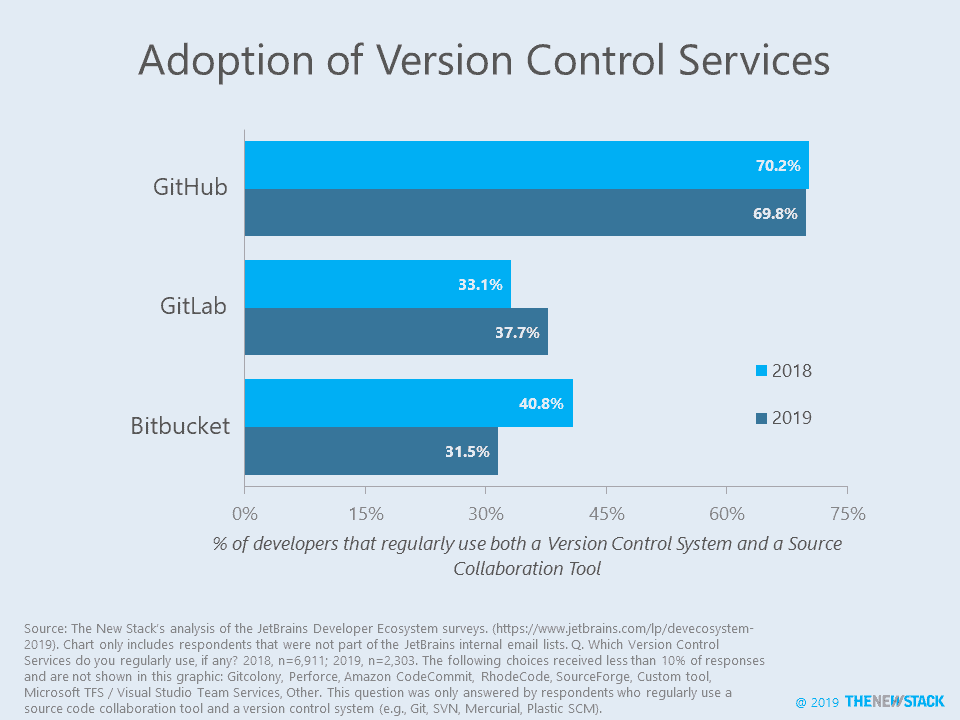 Adoption of Version Control Services
GitHub
70.2%
69.8%
GitLab
33.1%
37.7%
Bitbucket
40.8%
31.5%
2018
2019
0% 15% 30% 45% 60% 75%
% of developers that regularly use both a Version Control System and a Source
Collaboration Tool
Source: The New Stack's analysis of the JetBrains Developer Ecosystem surveys. (https://www.jetbrains.com/lp/devecosystem-
2019). Chart only includes respondents that were not part of the JetBrains internal email lists. Q. Which Version Control
Services do you regularly use, if any? 2018, n=6,911; 2019, n=2,303. The following choices received less than 10% of responses
and are not shown in this graphic: Gitcolony, Perforce, Amazon CodeCommit, RhodeCode, SourceForge, Custom tool,
Microsoft TFS / Visual Studio Team Services, Other. This question was only answered by respondents who regularly use a
source code collaboration tool and a version control system (e.g., Git, SVN, Mercurial, Plastic SCM).
@ 2019 THENEWSTACK